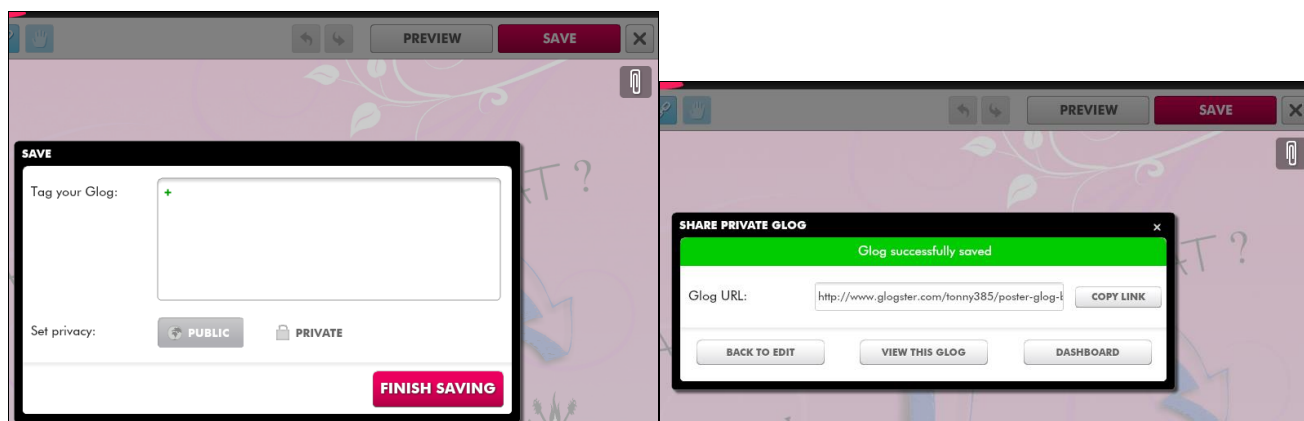 PREVIEW
SAVE
SAVE
Tag your Glog:
+
T ?
Set privacy:
PUBLIC
PRIVATE
FINISH SAVING
PREVIEW
SAVE
SHARE PRIVATE GLOG
Glog successfully saved
T ?
Glog URL:
http://www.glogster.com/tonny385/poster-glog-b
COPY LINK
BACK TO EDIT
VIEW THIS GLOG
DASHBOARD